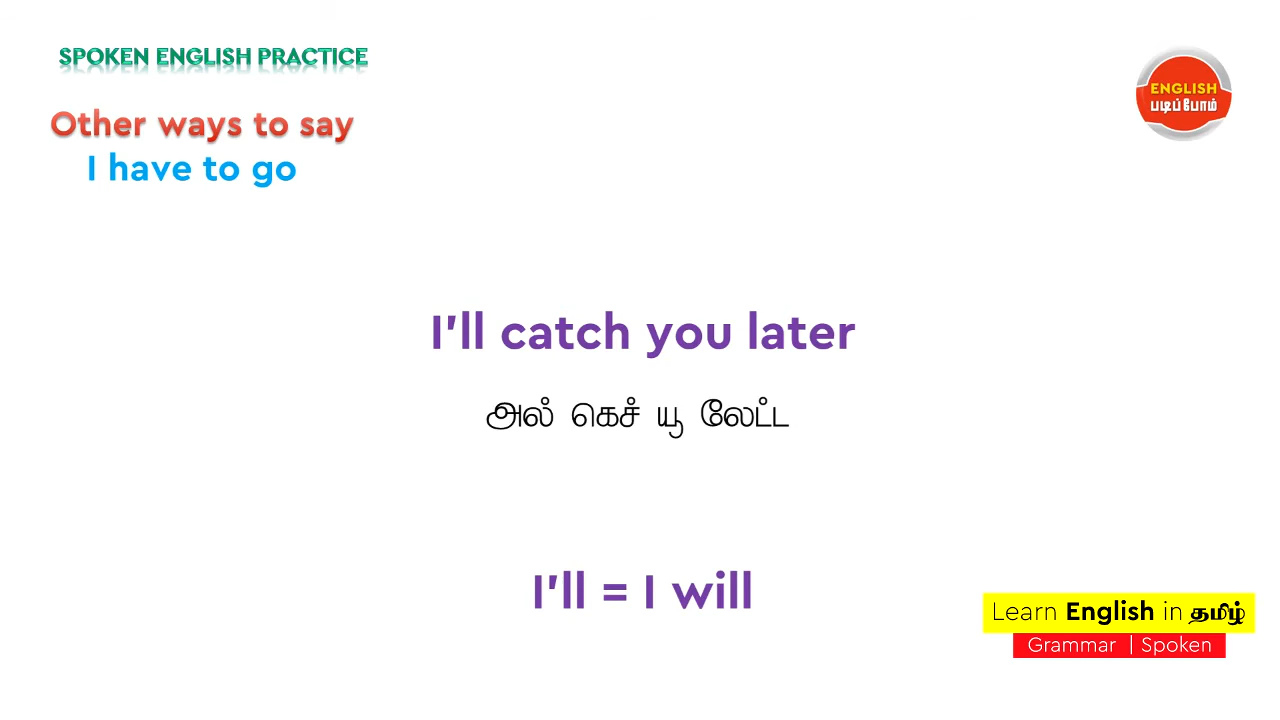 SPOKEN ENGLISH PRACTICE
ENGLISH
படிப்போம்
Other ways to say
I have to go
I'll catch you later
அல் கெச் யூ லேட்ட
I'll = I will
Learn English in தமிழ்
Grammar | Spoken